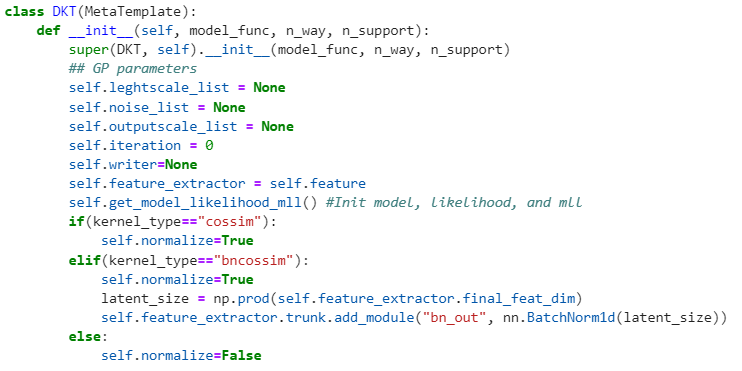 class DKT(MetaTemplate):
    def __init__(self, model_func, n_way, n_support):
        super(DKT, self).__init__(model_func, n_way, n_support)
        ## GP parameters
        self.leghtscale_list = None
        self.noise_list = None
        self.outputscale_list = None
        self.iteration = 0
        self.writer=None
        self.feature_extractor = self.feature
        self.get_model_likelihood_mll() #Init model, likelihood, and mll
        if(kernel_type=="cossim"):
            self.normalize=True
        elif(kernel_type=="bncossim"):
            self.normalize=True
            latent_size = np.prod(self.feature_extractor.final_feat_dim)
            self.feature_extractor.trunk.add_module("bn_out", nn.BatchNorm1d(latent_size))
        else:
            self.normalize=False